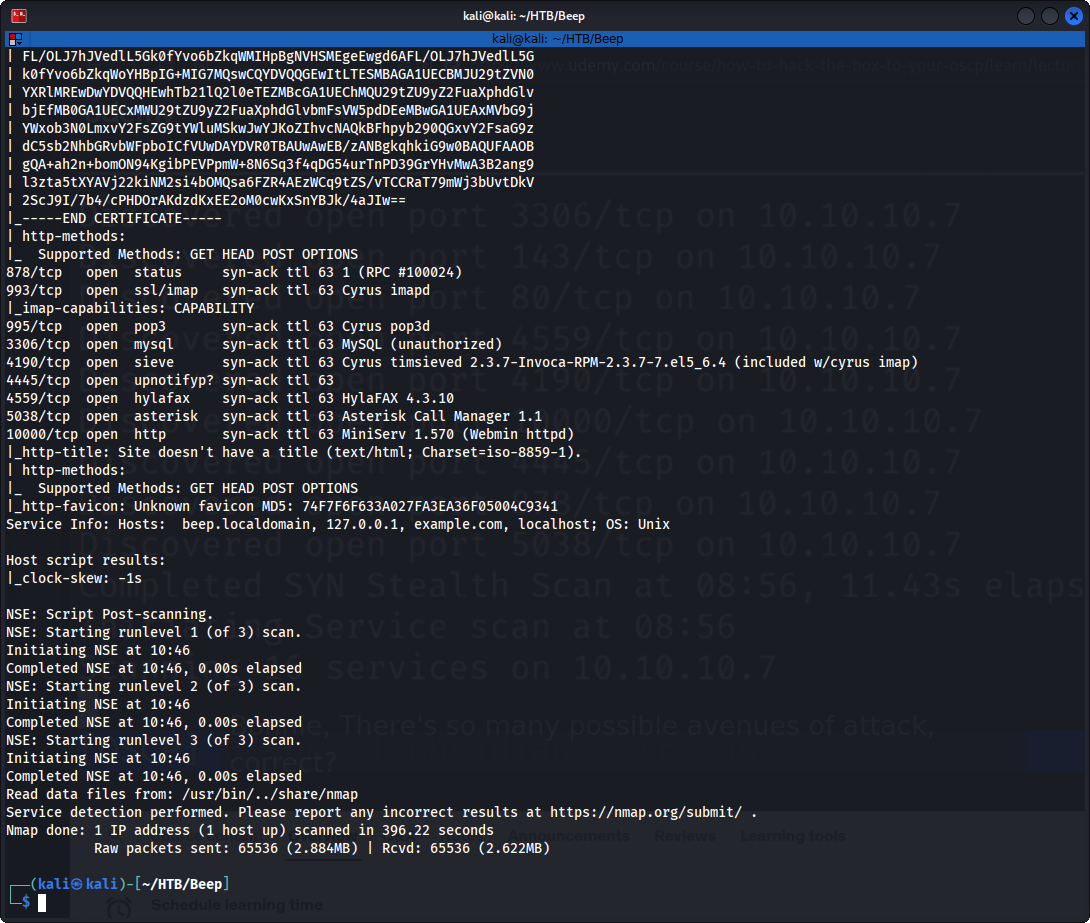 kali@kali: ~/HTB/Beep
kali@kali: ~/HTB/Beep
| FL/OLJ7hJVedlL5Gk0fYvo6bZkqWMIHpBgNVHSMEgeEwgd6AFL/OLJ7hJVedlL5G
| k0fYvo6bZkqWoYHBpIG+MIG7MQswCQYDVQQGEwItLTESMBAGA1UECBMJU29tZVN0
| YXRlMREwDwYDVQQHEwhTb21lQ2l0eTEZMBcGA1UEChMQU29tZU9yZ2FuaXphdGlv
| bjEfMB0GA1UECxMWU29tZU9yZ2FuaXphdGlvbmFsVW5pdDEeMBwGA1UEAxMVbG9j
| YWxob3N0LmxvY2FsZG9tYWluMSkwJwYJKoZIhvcNAQkBFhpyb290QGxvY2FsaG9z
| dC5sb2NhbGRvbWFpboICfVUwDAYDVR0TBAUwAwEB/zANBgkqhkiG9w0BAQUFAAOB
| gQA+ah2n+bomON94KgibPEVPpmW+8N6Sq3f4qDG54urTnPD39GrYHvMwA3B2ang9
| l3zta5tXYAVj22kiNM2si4bOMQsa6FZR4AEzWCq9tZS/vTCCRaT79mWj3bUvtDkV
| 2ScJ9I/7b4/cPHDOrAKdzdKxEE2oM0cwKxSnYBJk/4aJIw==
|_-----END CERTIFICATE-----
| http-methods:
|_  Supported Methods: GET HEAD POST OPTIONS
878/tcp   open  status     syn-ack ttl 63 1 (RPC #100024)
993/tcp   open  ssl/imap   syn-ack ttl 63 Cyrus imapd
|_imap-capabilities: CAPABILITY
995/tcp   open  pop3       syn-ack ttl 63 Cyrus pop3d
3306/tcp  open  mysql      syn-ack ttl 63 MySQL (unauthorized)
4190/tcp  open  sieve      syn-ack ttl 63 Cyrus timsieved 2.3.7-Invoca-RPM-2.3.7-7.el5_6.4 (included w/cyrus imap)
4445/tcp  open  upnotifyp? syn-ack ttl 63
4559/tcp  open  hylafax    syn-ack ttl 63 HylaFAX 4.3.10
5038/tcp  open  asterisk   syn-ack ttl 63 Asterisk Call Manager 1.1
10000/tcp open  http       syn-ack ttl 63 MiniServ 1.570 (Webmin httpd)
|_http-title: Site doesn't have a title (text/html; Charset=iso-8859-1).
| http-methods:
|_  Supported Methods: GET HEAD POST OPTIONS
|_http-favicon: Unknown favicon MD5: 74F7F6F633A027FA3EA36F05004C9341
Service Info: Hosts:  beep.localdomain, 127.0.0.1, example.com, localhost; OS: Unix
Host script results:
|_clock-skew: -1s
NSE: Script Post-scanning.
NSE: Starting runlevel 1 (of 3) scan.
Initiating NSE at 10:46
Completed NSE at 10:46, 0.00s elapsed
NSE: Starting runlevel 2 (of 3) scan.
Initiating NSE at 10:46
Completed NSE at 10:46, 0.00s elapsed
NSE: Starting runlevel 3 (of 3) scan.
Initiating NSE at 10:46
Completed NSE at 10:46, 0.00s elapsed
Read data files from: /usr/bin/../share/nmap
Service detection performed. Please report any incorrect results at https://nmap.org/submit/ .
Nmap done: 1 IP address (1 host up) scanned in 396.22 seconds
           Raw packets sent: 65536 (2.884MB) | Rcvd: 65536 (2.622MB)
┌──(kali㉿kali)-[~/HTB/Beep]
└─$